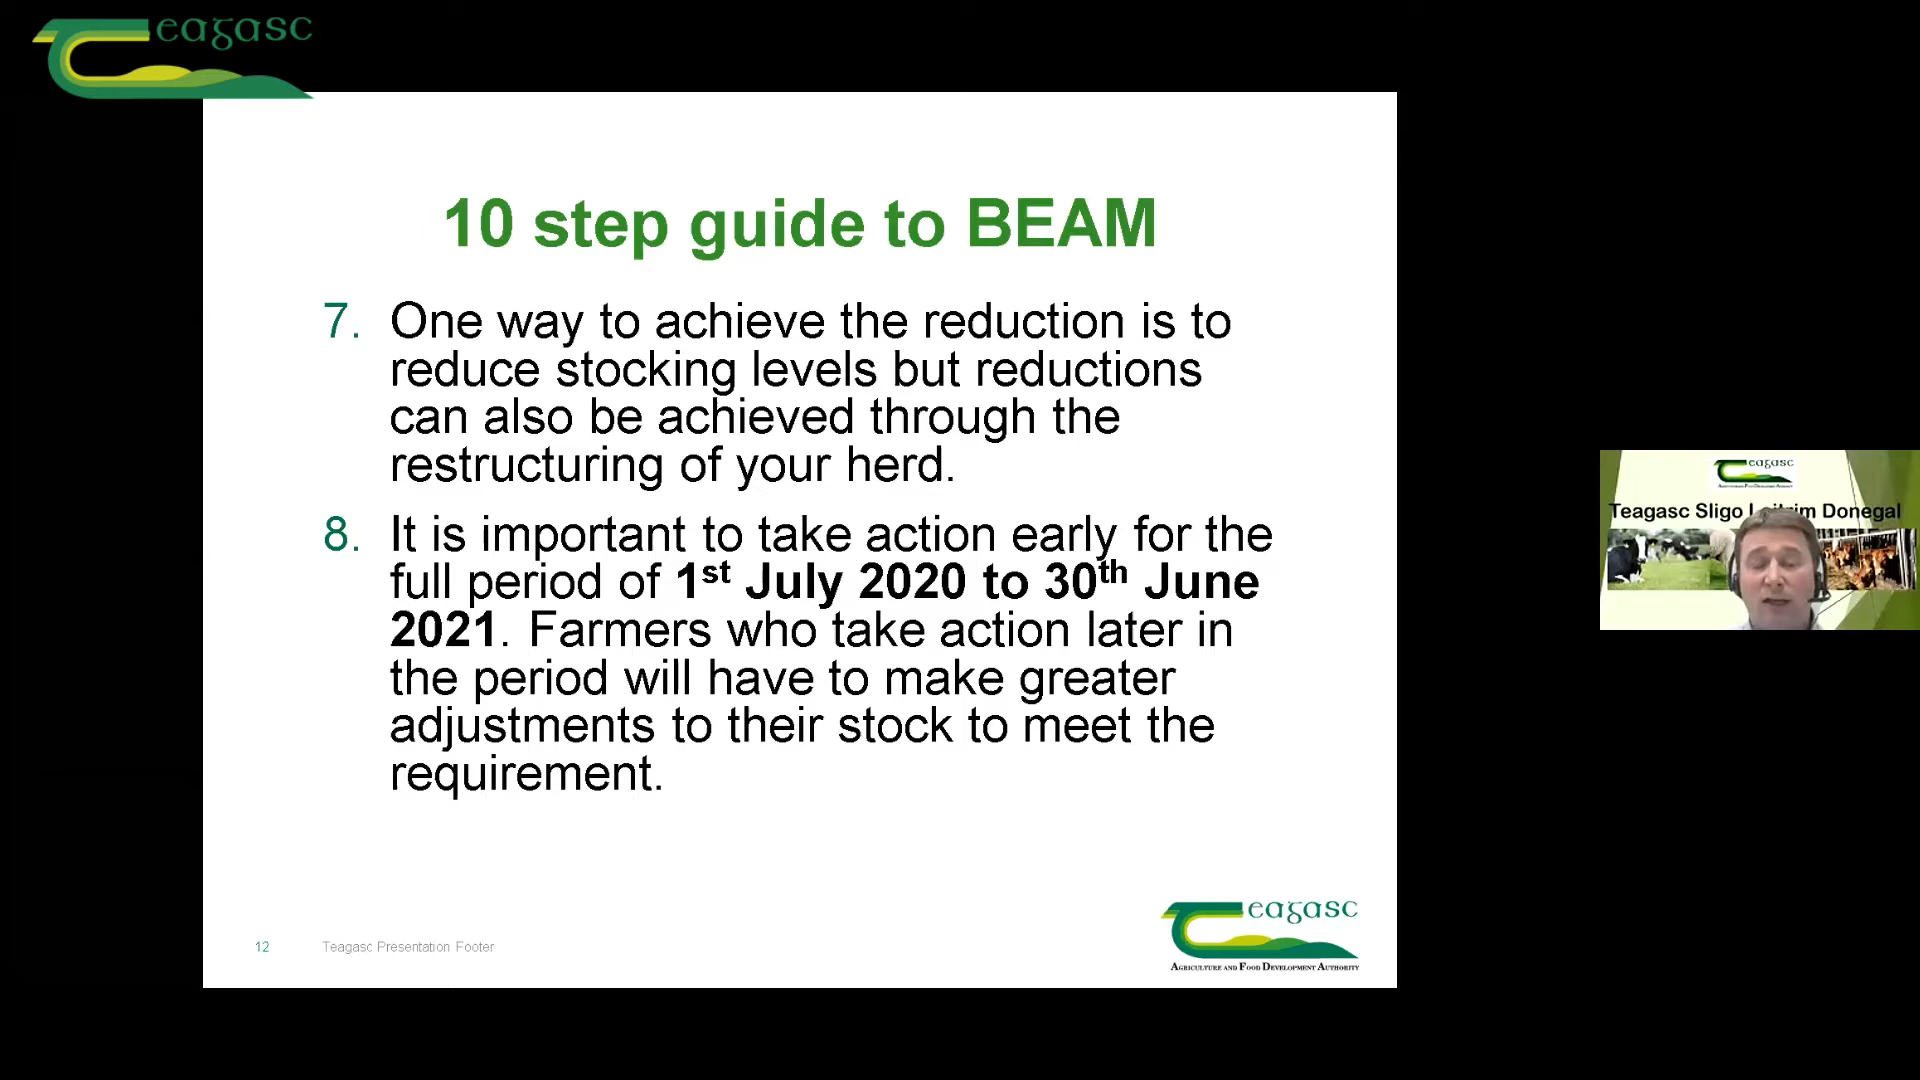 eagasc
10 step guide to BEAM
7. One way to achieve the reduction is to
reduce stocking levels but reductions
can also be achieved through the
restructuring of your herd.
8. It is important to take action early for the
full period of 1st July 2020 to 30th June
2021. Farmers who take action later in
the period will have to make greater
adjustments to their stock to meet the
requirement.
12 Teagasc Presentation Footer
eagasc
AGRICULTURE AND FOOD DEVELOPMENT AUTHORITY
eagasc
Teagasc Sligo Donegal